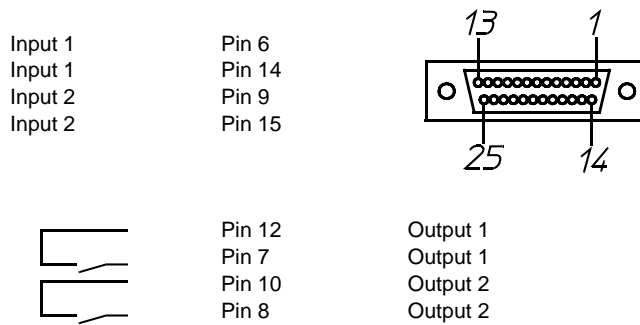 13 1
Input 1 Pin 6
Input 1 Pin 14
Input 2 Pin 9
Input 2 Pin 15
25 14
Pin 12 Output 1
Pin 7 Output 1
Pin 10 Output 2
Pin 8 Output 2